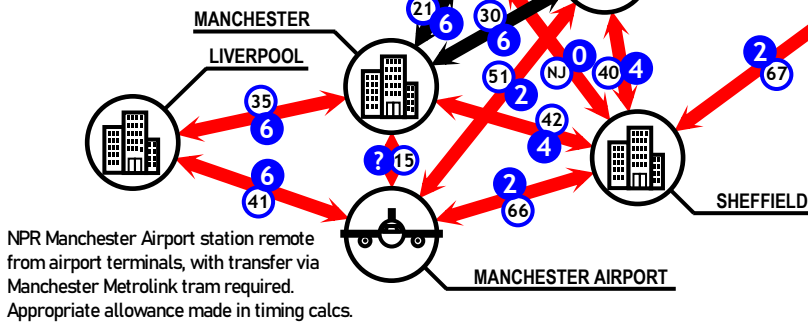 21
6
30
6
MANCHESTER
LIVERPOOL
51
2
NJ
0
40
4
2
67
35
6
42
4
?
15
6
41
2
66
SHEFFIELD
MANCHESTER AIRPORT
NPR Manchester Airport station remote
from airport terminals, with transfer via
Manchester Metrolink tram required.
Appropriate allowance made in timing calcs.